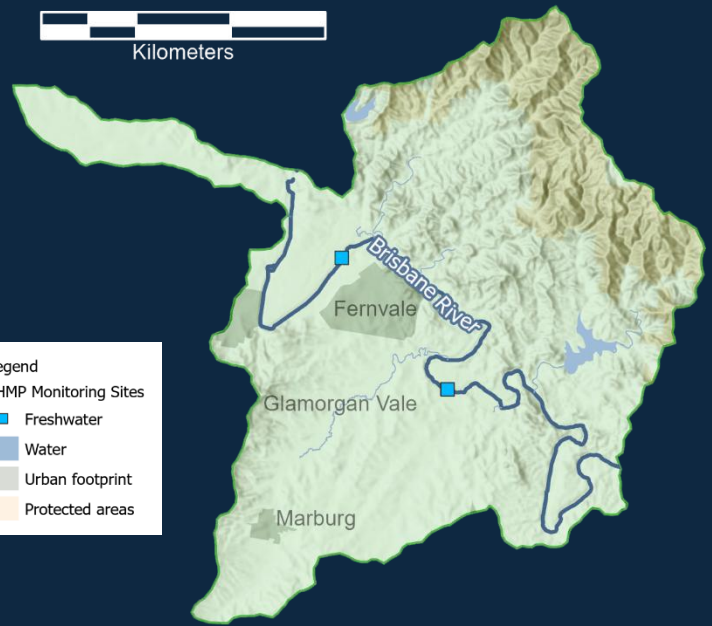 Kilometers
Brisbane River
Fernvale
Glamorgan Vale
Marburg
egend
HMP Monitoring Sites
Freshwater
Water
Urban footprint
Protected areas